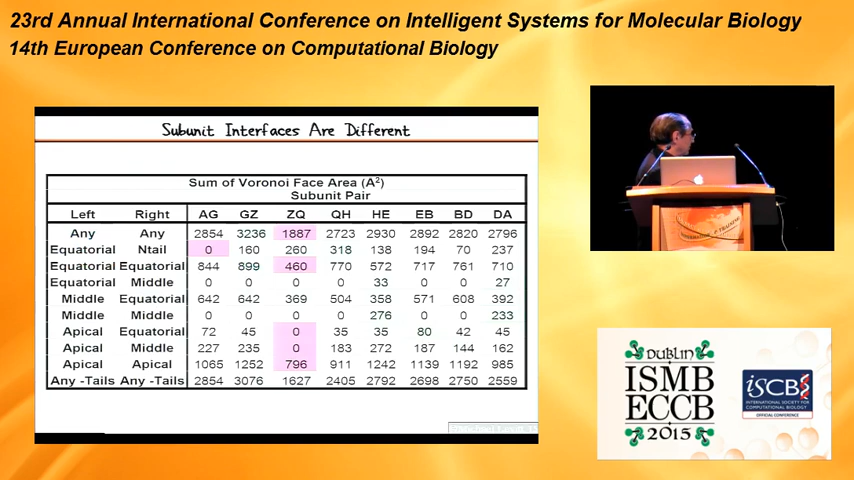 23rd Annual International Conference on Intelligent Systems for Molecular Biology
14th European Conference on Computational Biology
Subunit Interfaces Are Different
Sum of Voronoi Face Area (A²)
Subunit Pair
Left Right AG GZ ZQ QH HE EB BD DA
Any Any 2854 3236 1887 2723 2930 2892 2820 2796
Equatorial Ntail 0 160 260 318 138 194 70 237
Equatorial Equatorial 844 899 460 770 572 717 761 710
Equatorial Middle 0 0 0 0 33 0 0 27
Middle Equatorial 642 642 369 504 358 571 608 392
Middle Middle 0 0 0 0 276 0 0 233
Apical Equatorial 72 45 0 35 35 80 42 45
Apical Middle 227 235 0 183 272 187 144 162
Apical Apical 1065 1252 796 911 1242 1139 1192 985
Any -Tails Any -Tails 2854 3076 1627 2405 2792 2698 2750 2559
DUBLIN
ISMB
ECCB
2015
ISCB
INTERNATIONAL SOCIETY FOR
COMPUTATIONAL BIOLOGY
OFFICIAL CONFERENCE